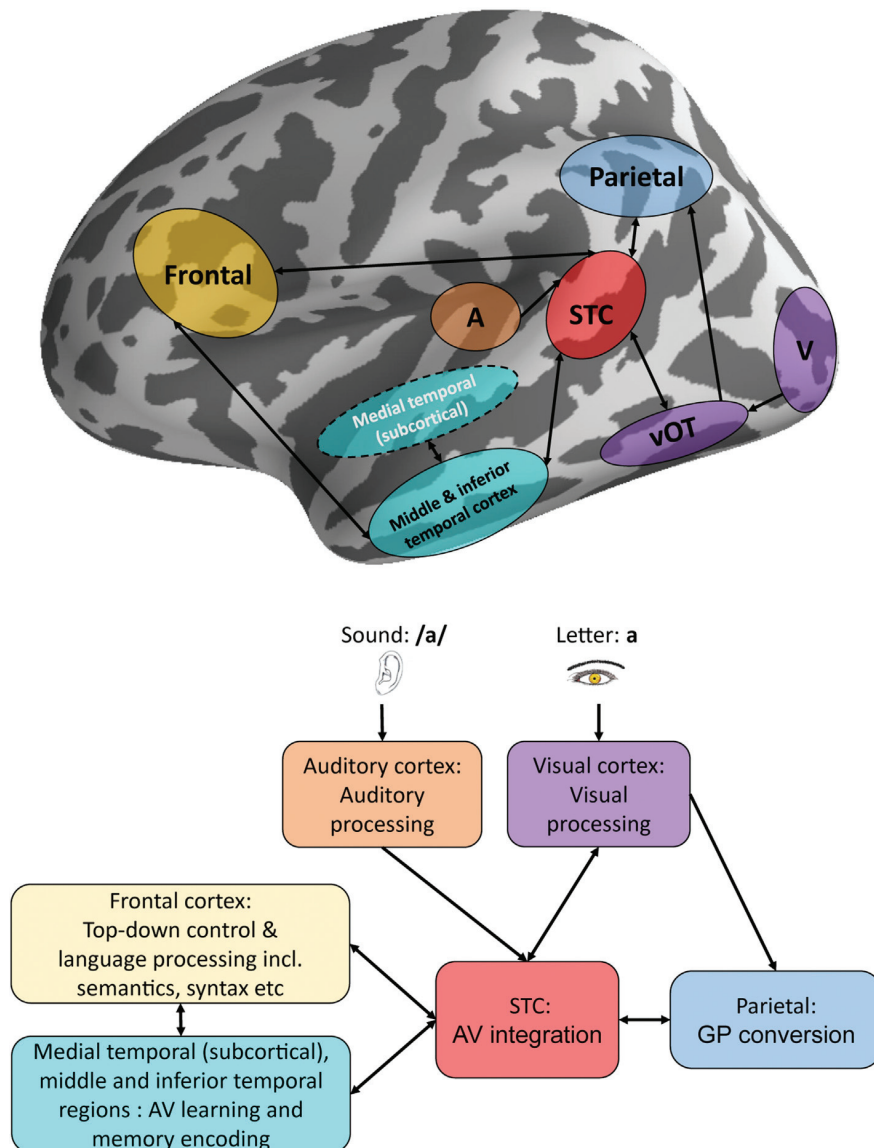 Parietal
Frontal
A
STC
V
Medial temporal
(subcortical)
vOT
Middle & inferior
temporal cortex
Sound: /a/
Letter: a
Auditory cortex:
Auditory
processing
Visual cortex:
Visual
processing
Frontal cortex:
Top-down control &
language processing incl.
semantics, syntax etc
STC:
AV integration
Parietal:
GP conversion
Medial temporal (subcortical),
middle and inferior temporal
regions : AV learning and
memory encoding